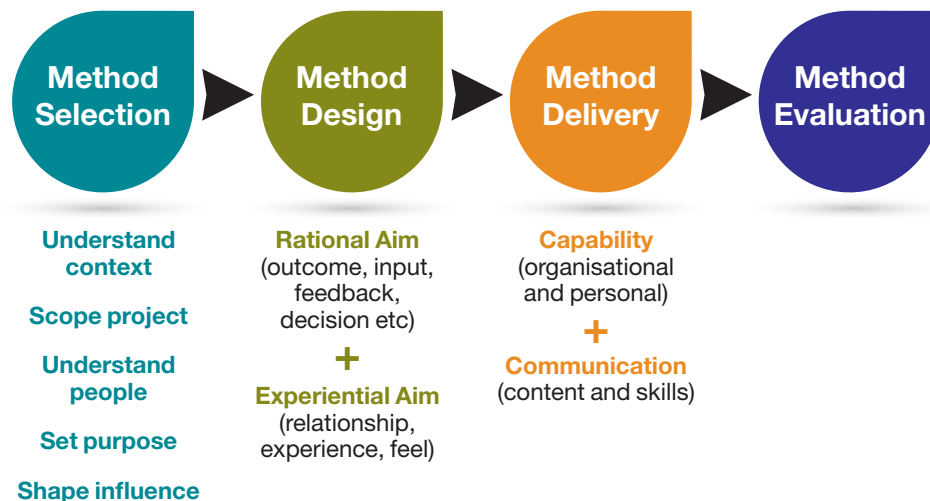 Method
Selection
Method
Design
Method
Delivery
Method
Evaluation
Understand
context
Scope project
Understand
people
Set purpose
Shape influence
Rational Aim
(outcome, input,
feedback,
decision etc)
+
Experiential Aim
(relationship,
experience, feel)
Capability
(organisational
and personal)
+
Communication
(content and skills)